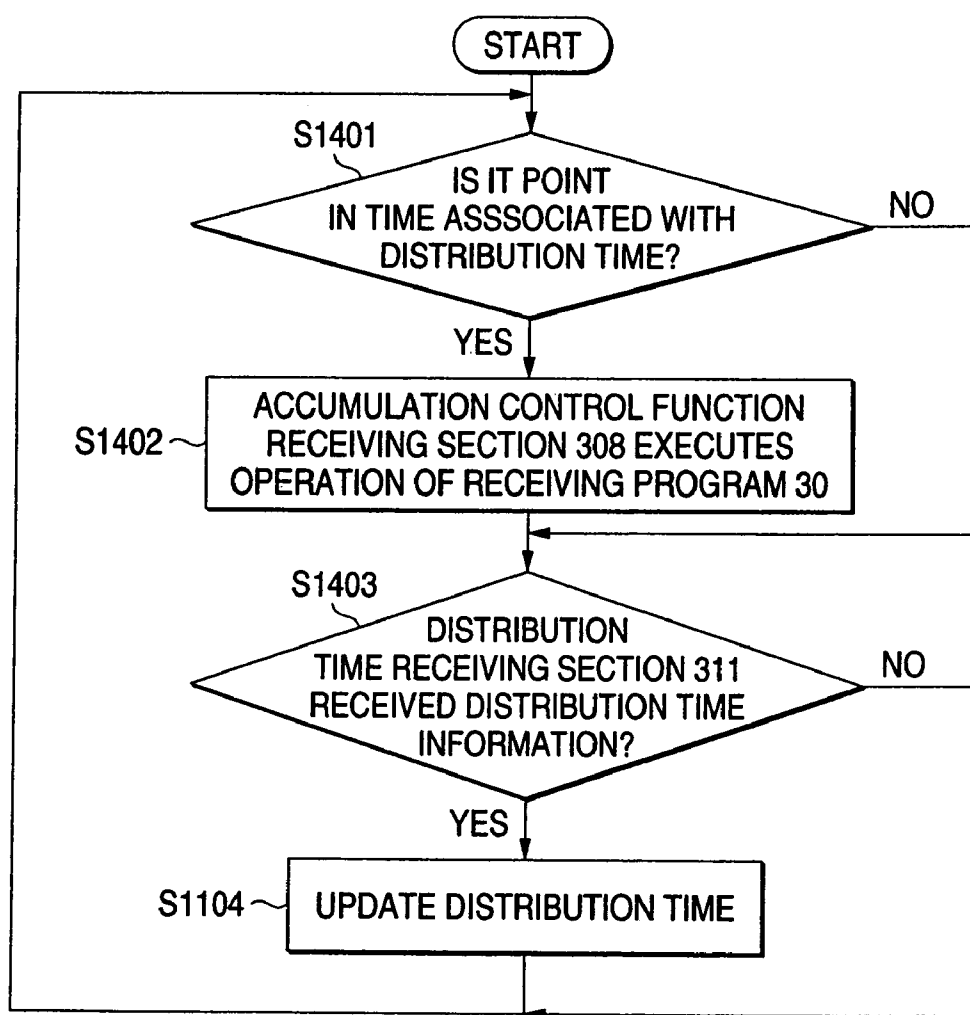 START
S1401
IS IT POINT
IN TIME ASSSOCIATED WITH
DISTRIBUTION TIME?
NO
YES
S1402
ACCUMULATION CONTROL FUNCTION
RECEIVING SECTION 308 EXECUTES
OPERATION OF RECEIVING PROGRAM 30
S1403
DISTRIBUTION
TIME RECEIVING SECTION 311
RECEIVED DISTRIBUTION TIME
INFORMATION?
NO
YES
S1104
UPDATE DISTRIBUTION TIME